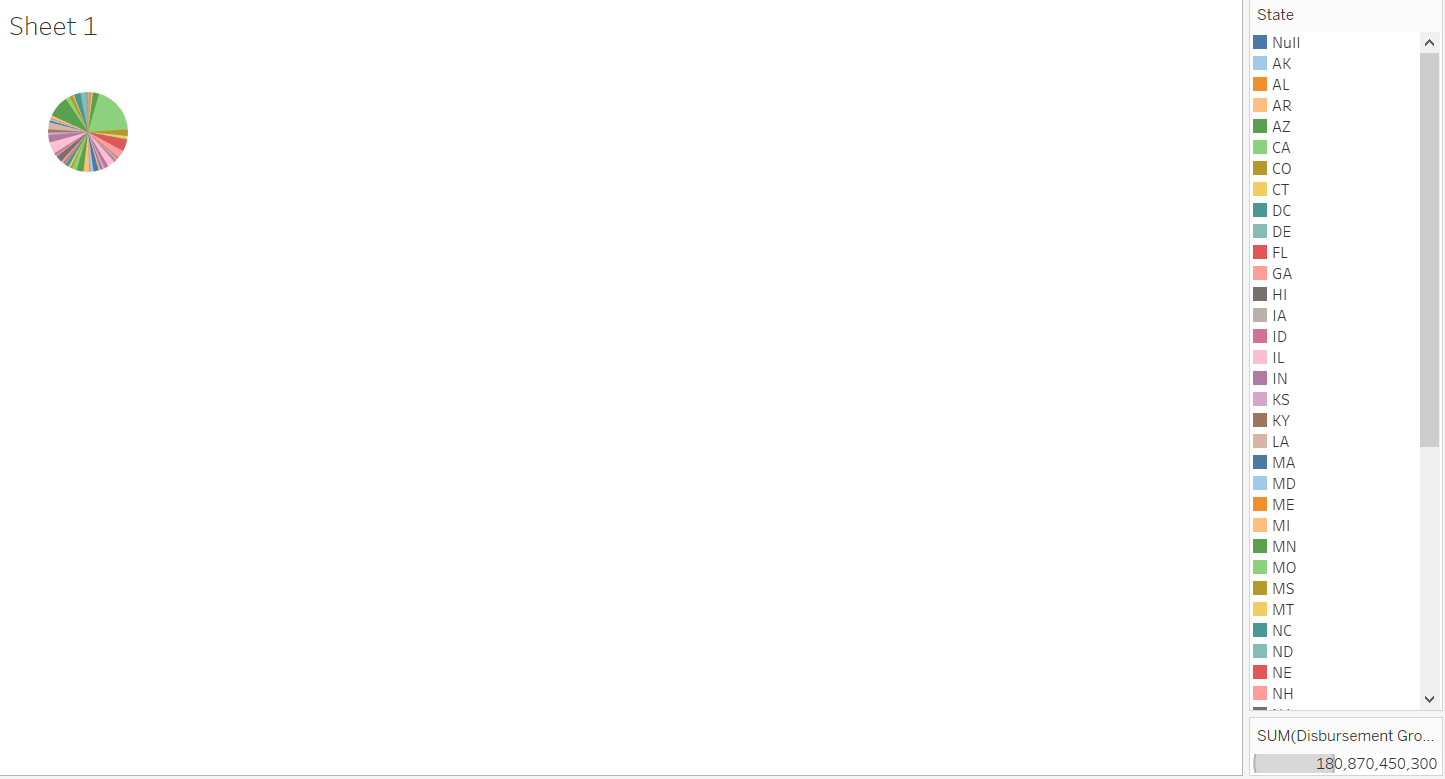 Sheet 1
State
Null
AK
AL
AR
AZ
CA
CO
CT
DC
DE
FL
GA
HI
IA
ID
IL
IN
KS
KY
LA
MA
MD
ME
MI
MN
MO
MS
MT
NC
ND
NE
NH
SUM(Disbursement Gro...
180,870,450,300